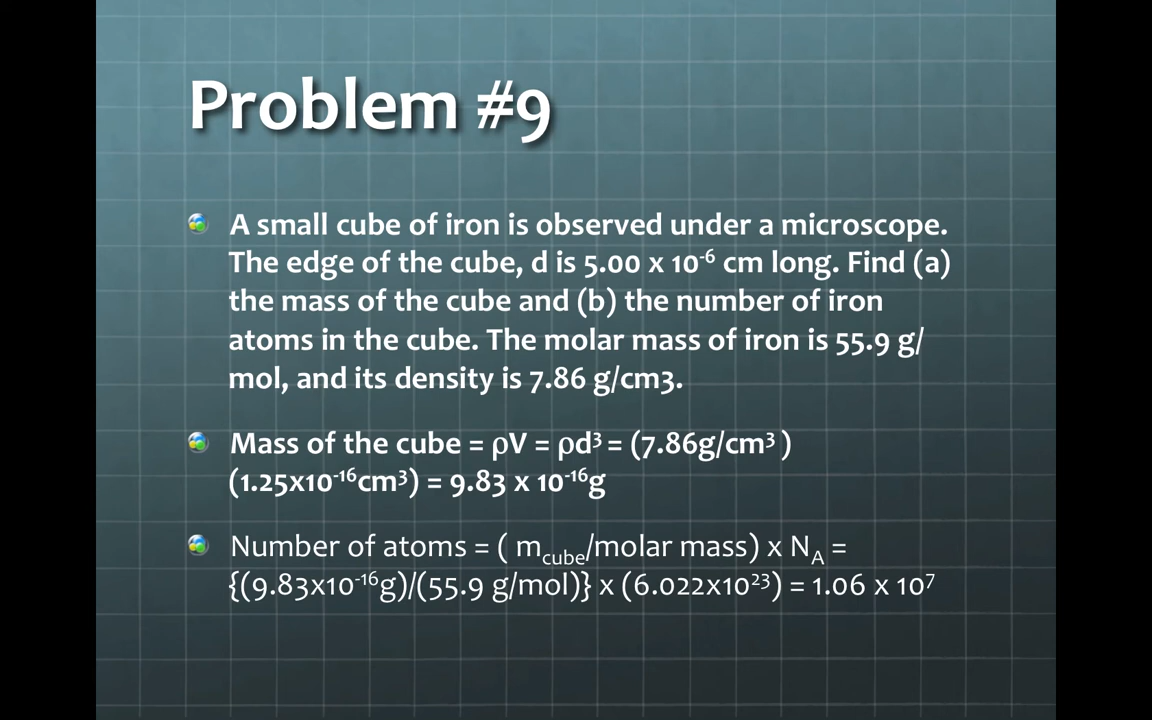 Problem #9
A small cube of iron is observed under a microscope.
The edge of the cube, d is 5.00 x 10⁻⁶ cm long. Find (a)
the mass of the cube and (b) the number of iron
atoms in the cube. The molar mass of iron is 55.9 g/
mol, and its density is 7.86 g/cm3.
Mass of the cube = ρV = ρd³ = (7.86g/cm³ )
(1.25x10⁻¹⁶cm³) = 9.83 x 10⁻¹⁶g
Number of atoms = ( m_cube/molar mass) x N_A =
{(9.83x10⁻¹⁶g)/(55.9 g/mol)} x (6.022x10²³) = 1.06 x 10⁷